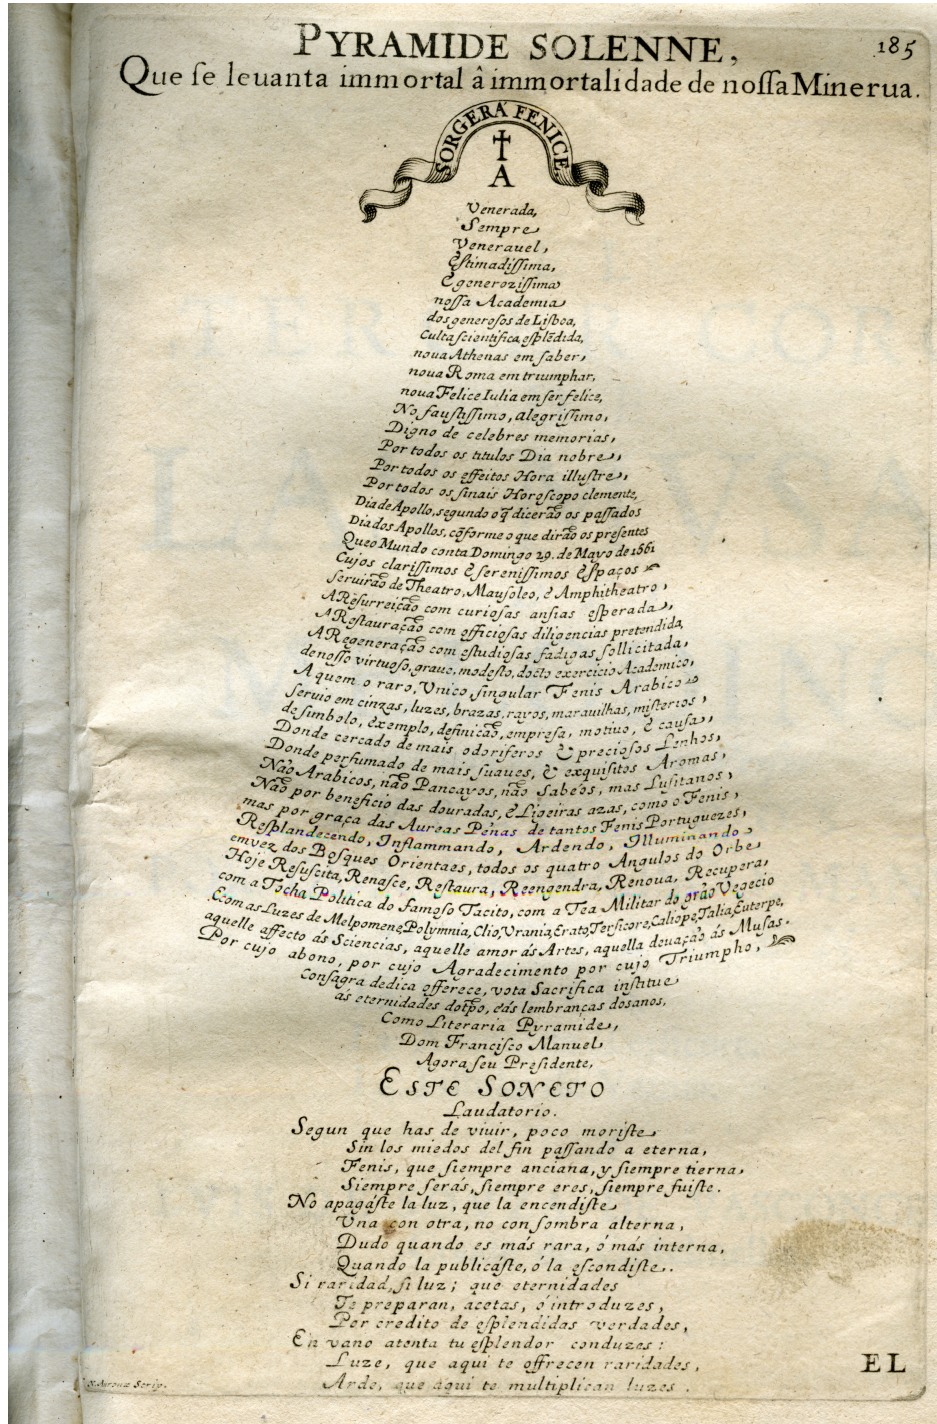 PYRAMIDE SOLENNE,
185
Que se leuanta immortal â immortalidade de nossa Minerua.
SORGERÁ FENICE.
†
A
Venerada,
Sempre
Venerauel,
Estimadissima,
E generozissima
nossa Academia
dos generosos de Lisboa,
Culta scientifica esplẽdida,
noua Athenas em saber,
noua Roma em triumphar,
noua Felice Iulia em ser felice,
No faustissimo, alegrissimo,
Digno de celebres memorias,
Por todos os titulos Dia nobre,
Por todos os effeitos Hora illustre,
Por todos os sinais Horoscopo clemente,
Dia de Apollo, segundo o q̃ dicerão os passados
Dia dos Apollos, cõforme o que dirão os presentes
Que o Mundo conta Domingo 29. de Mayo de 1661
Cujos clarissimos e serenissimos Espaços
seruirão de Theatro, Mausoleo, e Amphitheatro,
A Resurreição com curiosas ansias esperada,
A Restauração com officiosas diligencias pretendida,
A Regeneração com estudiosas fadigas sollicitada,
de nosso virtuoso, graue, modesto, docto exercicio Academico,
A quem o raro, Vnico singular Fenis Arabico
seruio em cinzas, luzes, brazas, rayos, marauilhas, misterios,
de simbolo, exemplo, definicão, empresa, motiuo, e causa,
Donde cercado de mais odoriferos & preciosos Lenhos,
Donde perfumado de mais suaues, & exquisitos Aromas,
Não Arabicos, não Pancayos, não Sabeos, mas Lusitanos,
Não por beneficio das douradas, e Ligeiras azas, como o Fenis,
mas por graça das Aureas Penas de tantos Fenis Portuguezes,
Resplandecendo, Inflammando, Ardendo, Illuminando
em vez dos Bosques Orientaes, todos os quatro Angulos do Orbe
Hoje Resuscita, Renasce, Restaura, Reengendra, Renoua, Recupera,
com a Tocha Politica do famoso Tacito, com a Tea Militar do grão Vegecio
E com as Luzes de Melpomene, Polymnia, Clio, Vrania, Erato, Tersicore, Caliope, Talia, Euterpe,
aquelle affecto ás Sciencias, aquelle amor ás Artes, aquella deuação ás Musas.
Por cujo abono, por cujo Agradecimento por cujo Triumpho,
Consagra dedica offerece, vota Sacrifica institue
ás eternidades do tpõ, e ás lembranças dos anos,
Como Literaria Pyramide,
Dom Francisco Manuel
Agora seu Presidente,
ESTE SONETO
Laudatorio.
Segun que has de viuir, poco moriste
Sin los miedos del fin passando a eterna,
Fenis, que siempre anciana, y siempre tierna,
Siempre serás, siempre eres, siempre fuiste.
No apagáste la luz, que la encendiste
Vna con otra, no con sombra alterna,
Dudo quando es más rara, ó más interna,
Quando la publicáste, ó la escondiste.
Si raridad, si luz; que eternidades
Te preparan, acetas, ó introduzes,
Por credito de esplendidas verdades,
En vano atenta tu esplendor conduzes:
Luze, que aqui te offrecen raridades,
Arde, que aqui te multiplican luzes.
EL